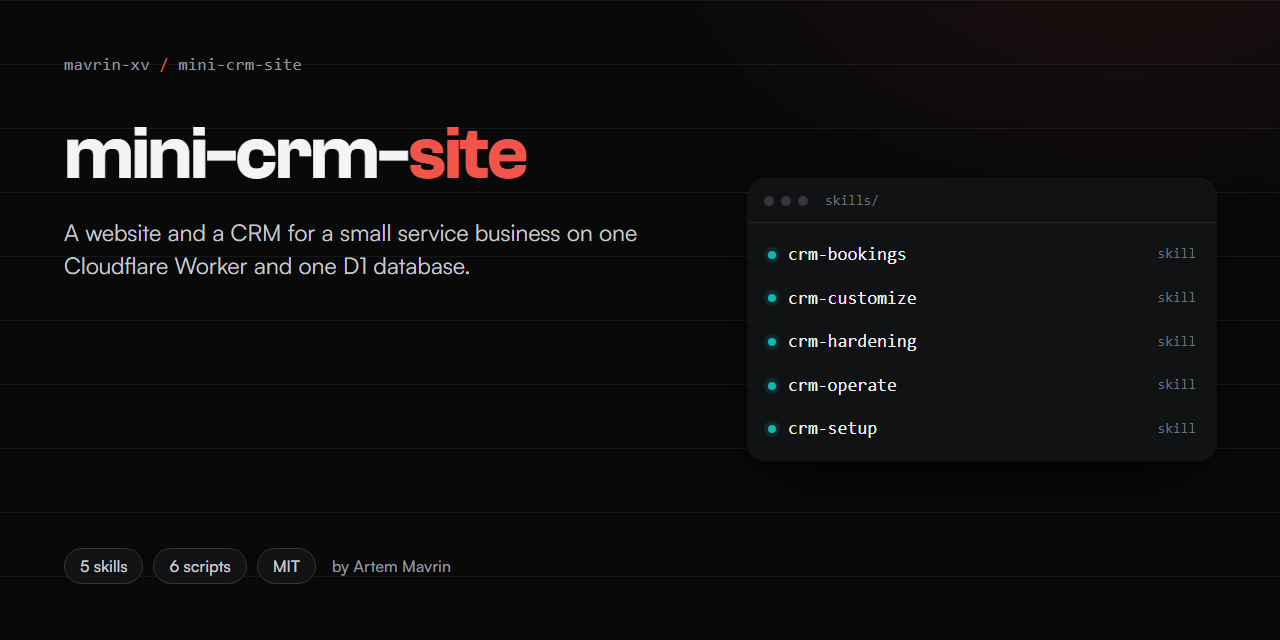 mavrin-xv / mini-crm-site
mini-crm-site
A website and a CRM for a small service business on one
Cloudflare Worker and one D1 database.
skills/
crm-bookings skill
crm-customize skill
crm-hardening skill
crm-operate skill
crm-setup skill
5 skills 6 scripts MIT by Artem Mavrin